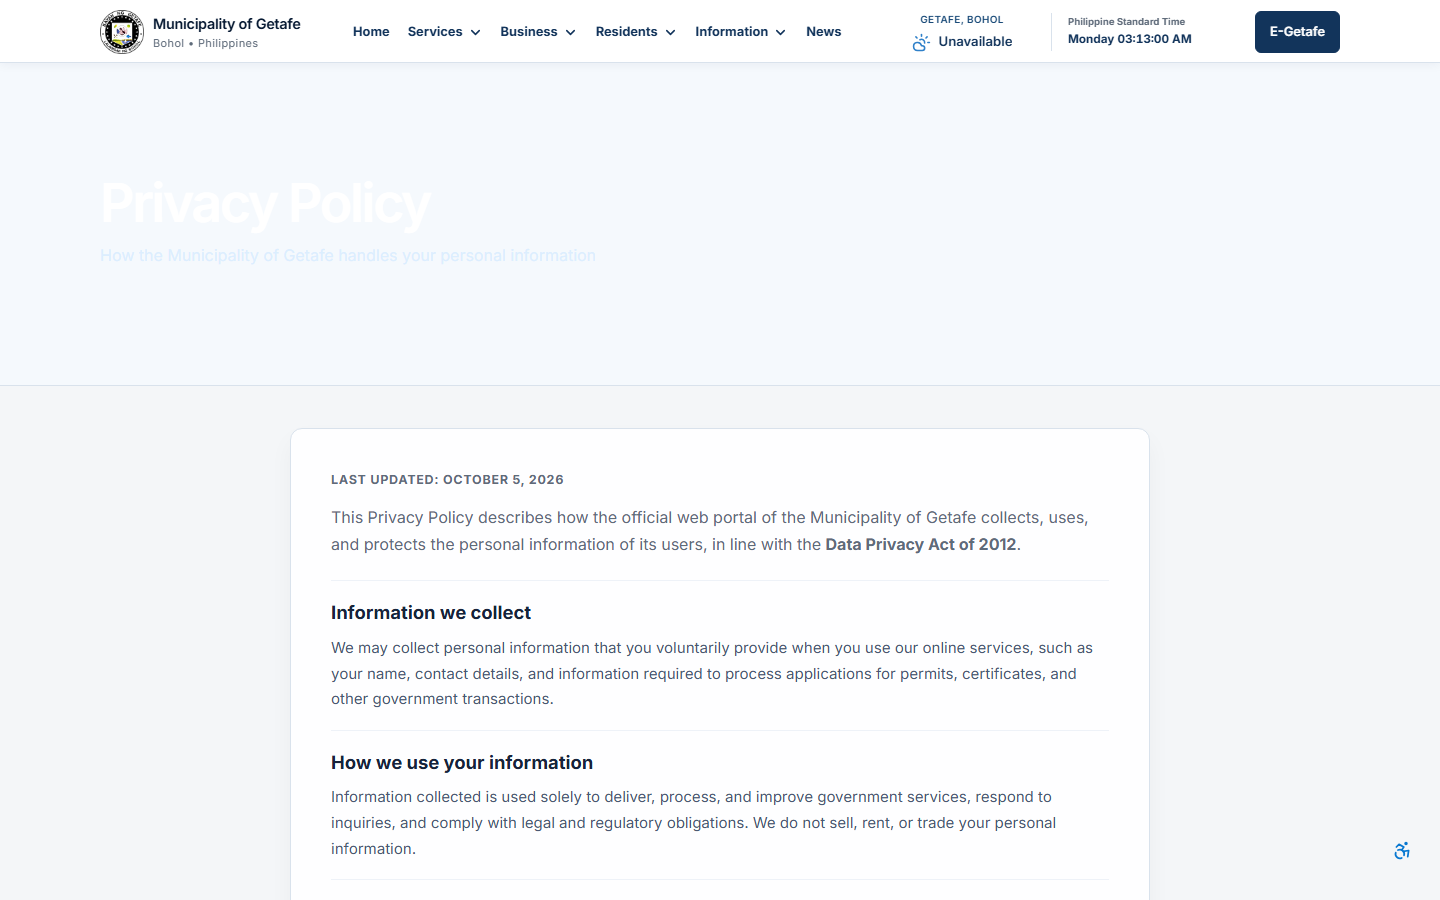 Municipality of Getafe
Bohol • Philippines
Home
Services
Business
Residents
Information
News
GETAFE, BOHOL
Unavailable
Philippine Standard Time
Monday 03:13:00 AM
E-Getafe
Privacy Policy
How the Municipality of Getafe handles your personal information
LAST UPDATED: OCTOBER 5, 2026
This Privacy Policy describes how the official web portal of the Municipality of Getafe collects, uses,
and protects the personal information of its users, in line with the Data Privacy Act of 2012.
Information we collect
We may collect personal information that you voluntarily provide when you use our online services, such as
your name, contact details, and information required to process applications for permits, certificates, and
other government transactions.
How we use your information
Information collected is used solely to deliver, process, and improve government services, respond to
inquiries, and comply with legal and regulatory obligations. We do not sell, rent, or trade your personal
information.